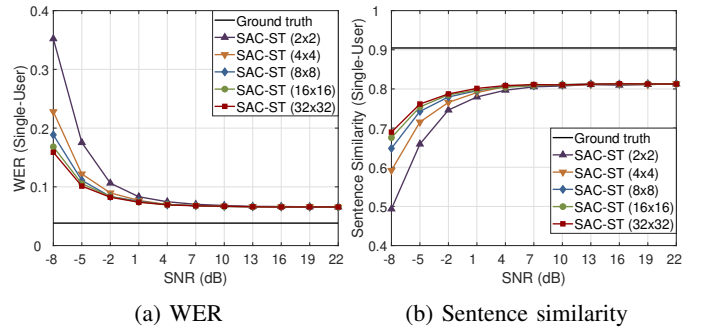 WER (Single-User)
0.4
0.3
0.2
0.1
0
Ground truth
SAC-ST (2x2)
SAC-ST (4x4)
SAC-ST (8x8)
SAC-ST (16x16)
SAC-ST (32x32)
-8 -5 -2 1 4 7 10 13 16 19 22
SNR (dB)
(a) WER
Sentence Similarity (Single-User)
1
0.9
0.8
0.7
0.6
0.5
0.4
Ground truth
SAC-ST (2x2)
SAC-ST (4x4)
SAC-ST (8x8)
SAC-ST (16x16)
SAC-ST (32x32)
-8 -5 -2 1 4 7 10 13 16 19 22
SNR (dB)
(b) Sentence similarity